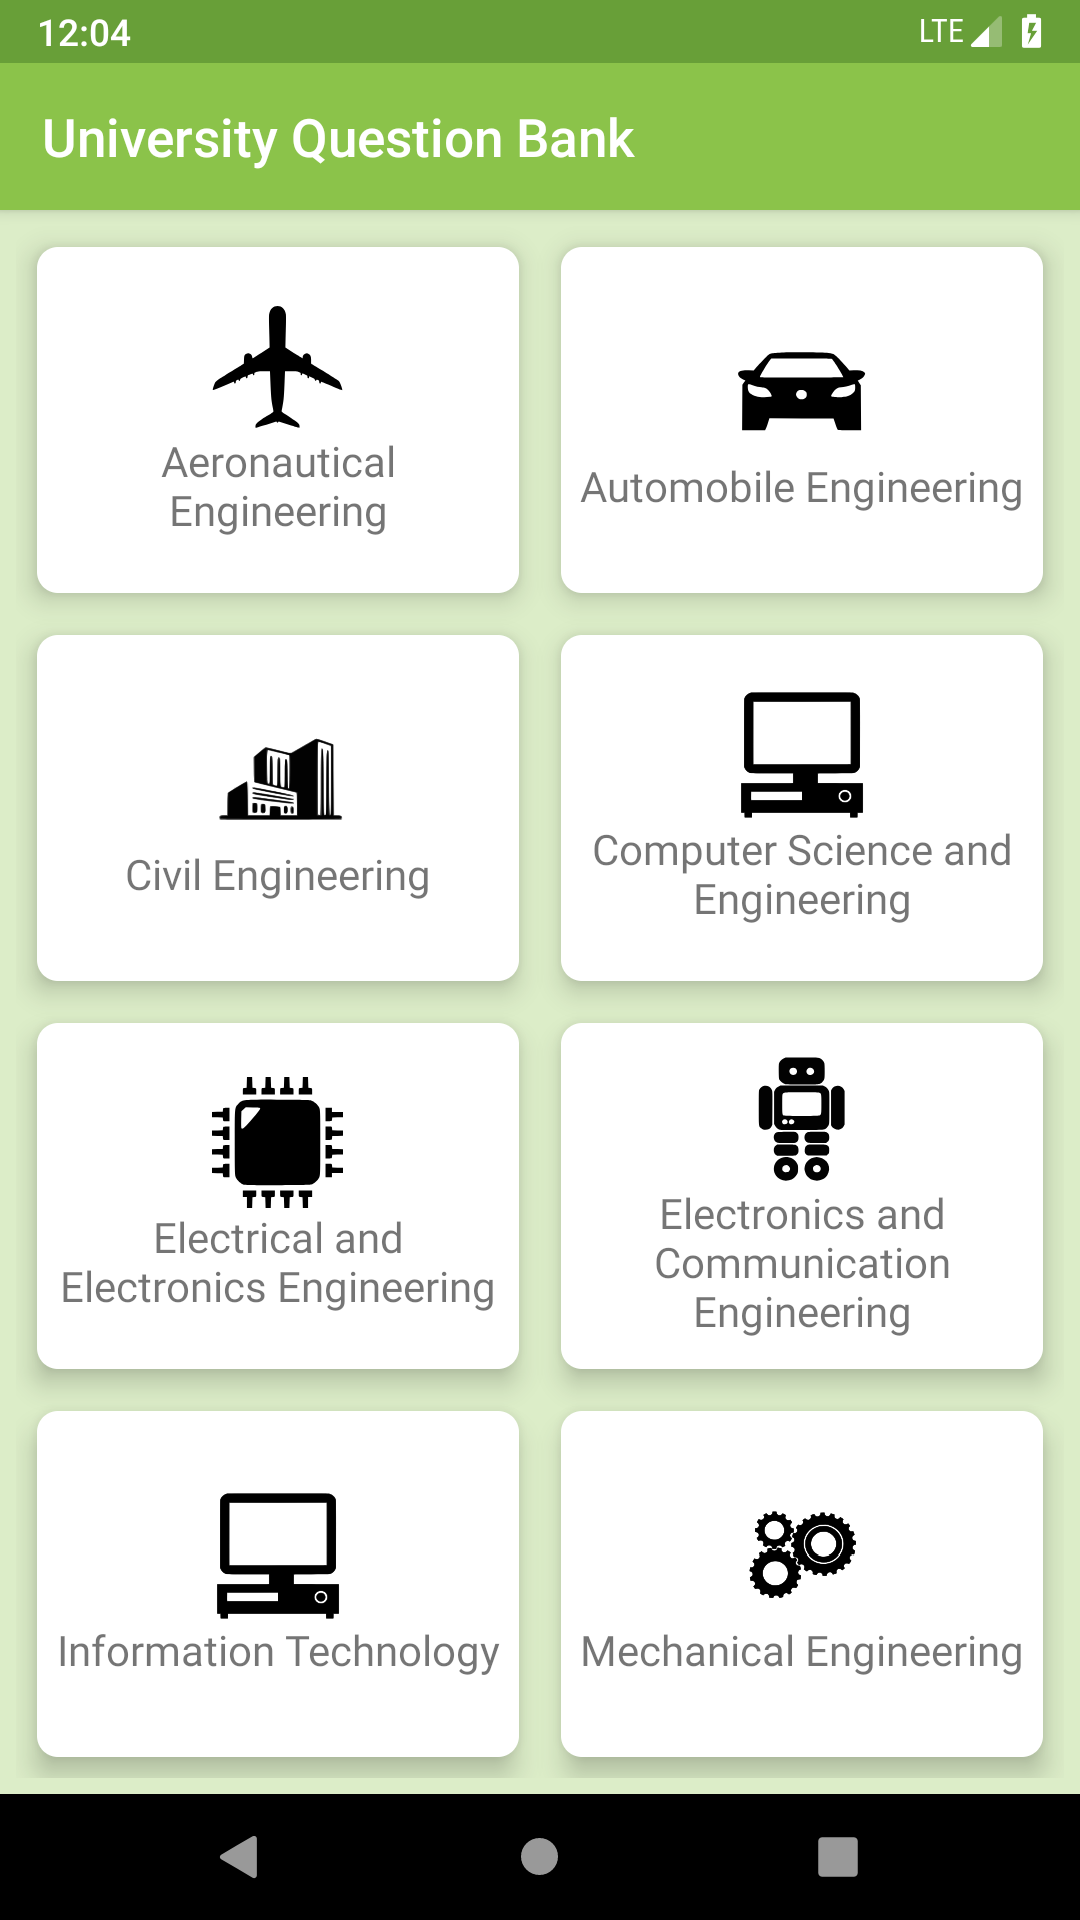 12:04
LTE
University Question Bank
Aeronautical
Engineering
Automobile Engineering
Civil Engineering
Computer Science and
Engineering
Electrical and
Electronics Engineering
Electronics and
Communication
Engineering
Information Technology
Mechanical Engineering